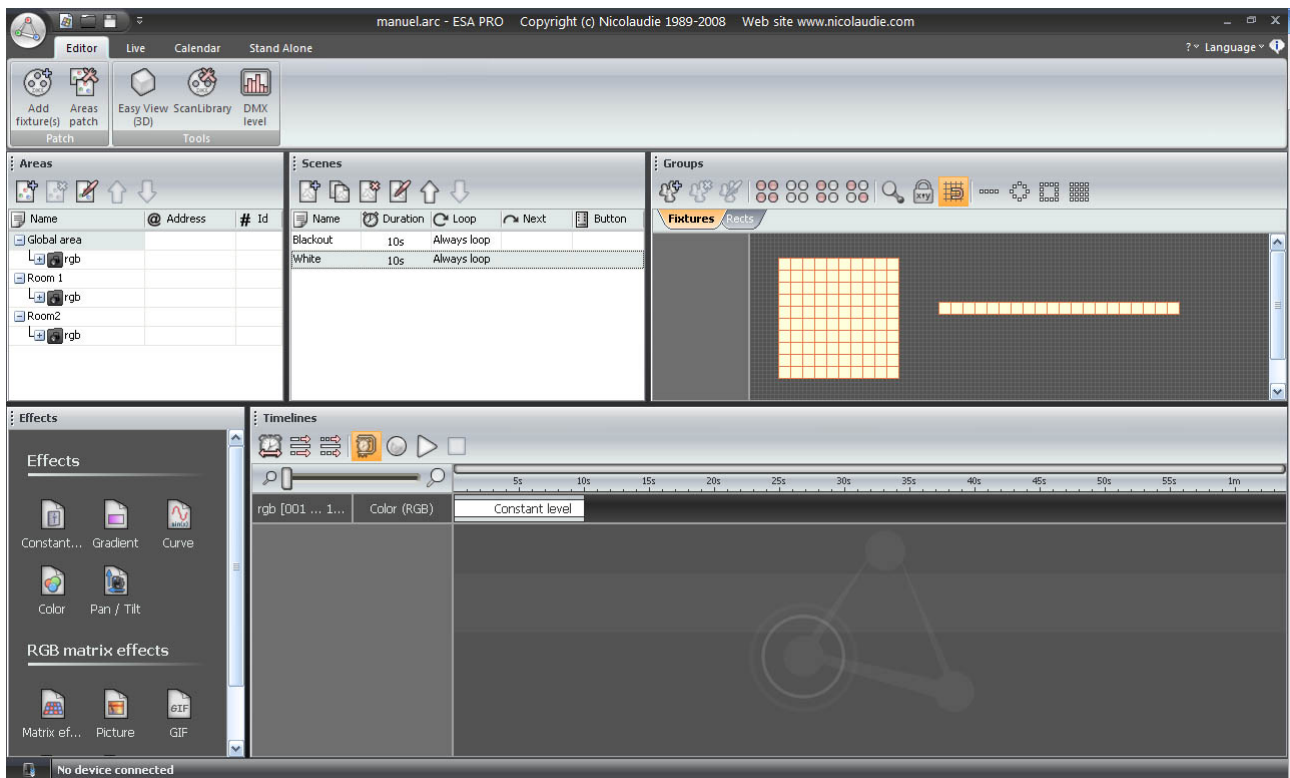 manuel.arc - ESA PRO Copyright (c) Nicolaudie 1989-2008 Web site www.nicolaudie.com
Editor Live Calendar Stand Alone
? Language
Add fixture(s)
Areas patch
Easy View (3D)
ScanLibrary
DMX level
Patch
Tools
Areas
Name @ Address # Id
Global area
rgb
Room 1
rgb
Room2
rgb
Scenes
Name Duration Loop Next Button
Blackout 10s Always loop
White 10s Always loop
Groups
x+y
Fixtures Rects
Effects
Effects
Constant... Gradient Curve
sin(x)
Color Pan / Tilt
RGB matrix effects
GIF
Matrix ef... Picture GIF
Timelines
5s 10s 15s 20s 25s 30s 35s 40s 45s 50s 55s 1m
rgb [001 ... 1... Color (RGB) Constant level
No device connected